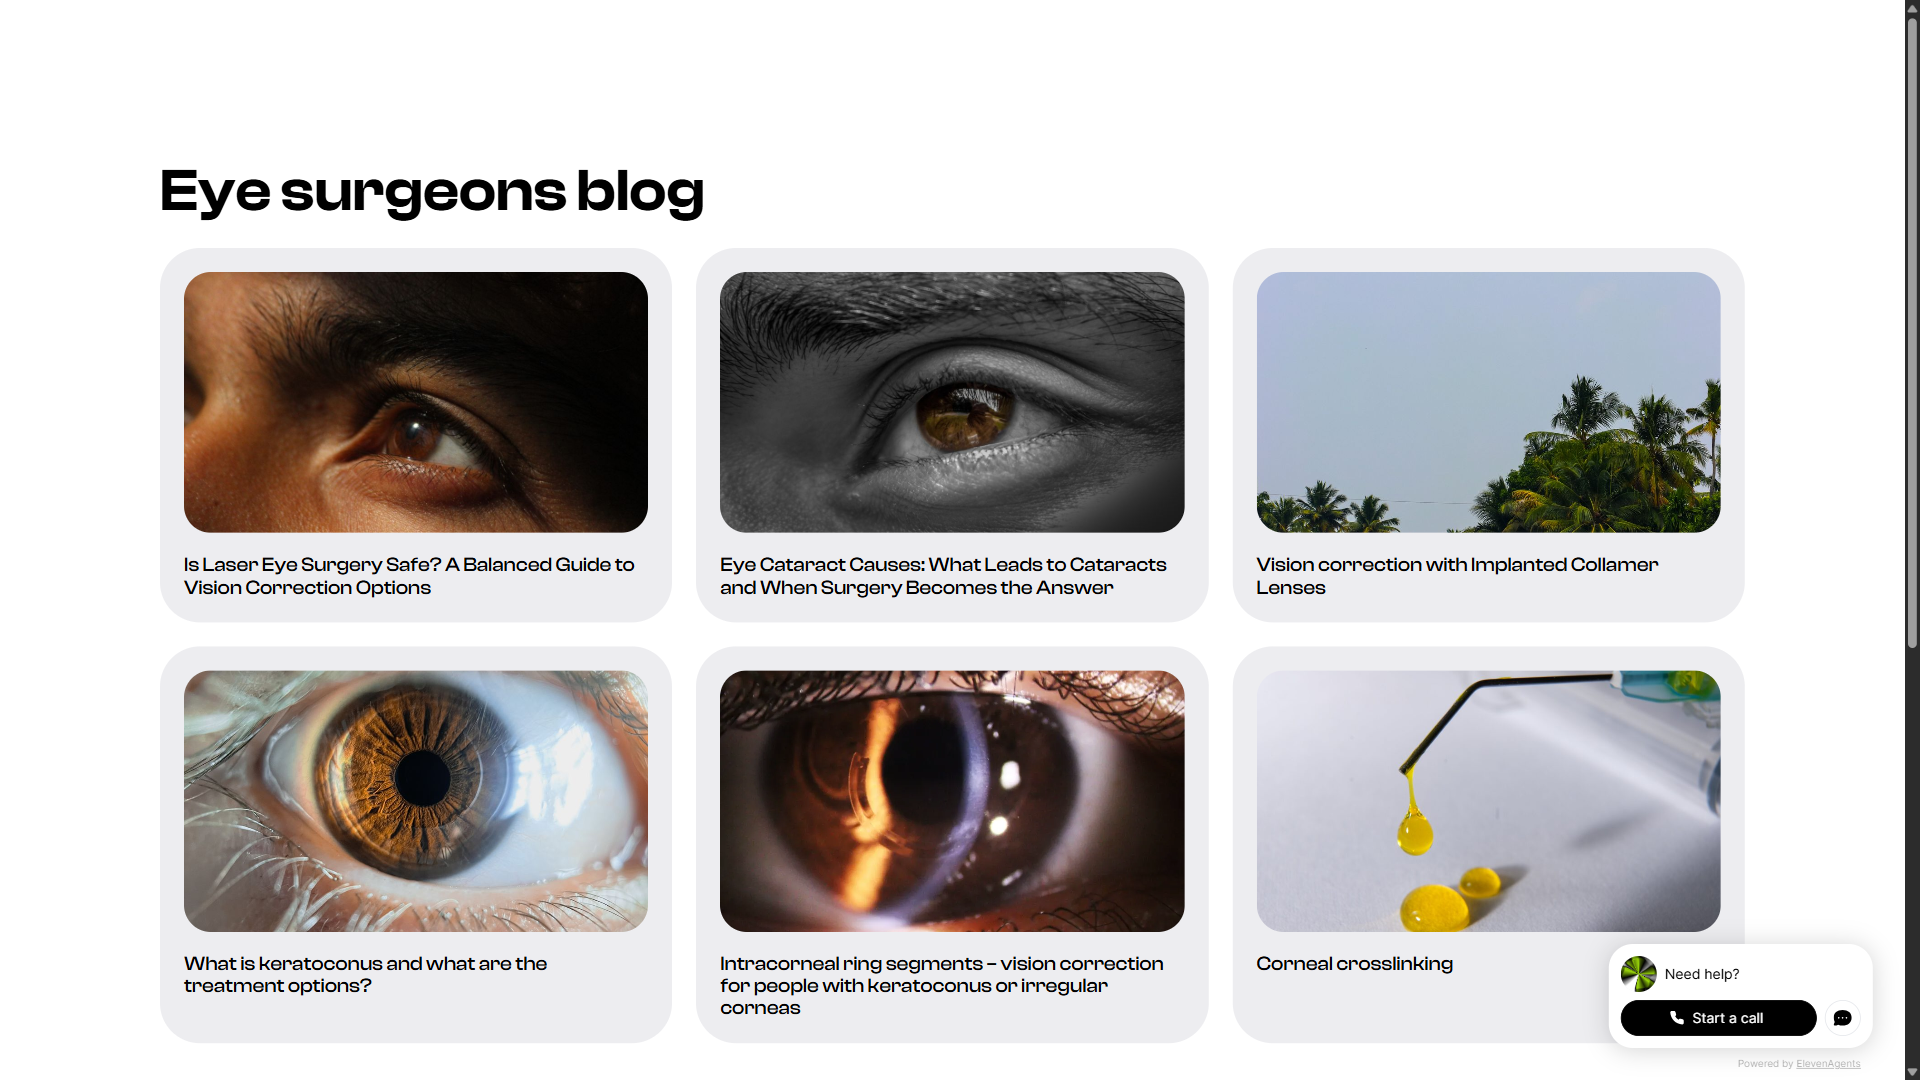 Eye surgeons blog
Is Laser Eye Surgery Safe? A Balanced Guide to
Vision Correction Options
Eye Cataract Causes: What Leads to Cataracts
and When Surgery Becomes the Answer
Vision correction with Implanted Collamer
Lenses
What is keratoconus and what are the
treatment options?
Intracorneal ring segments – vision correction
for people with keratoconus or irregular
corneas
Corneal crosslinking
Need help?
Start a call
Powered by ElevenAgents